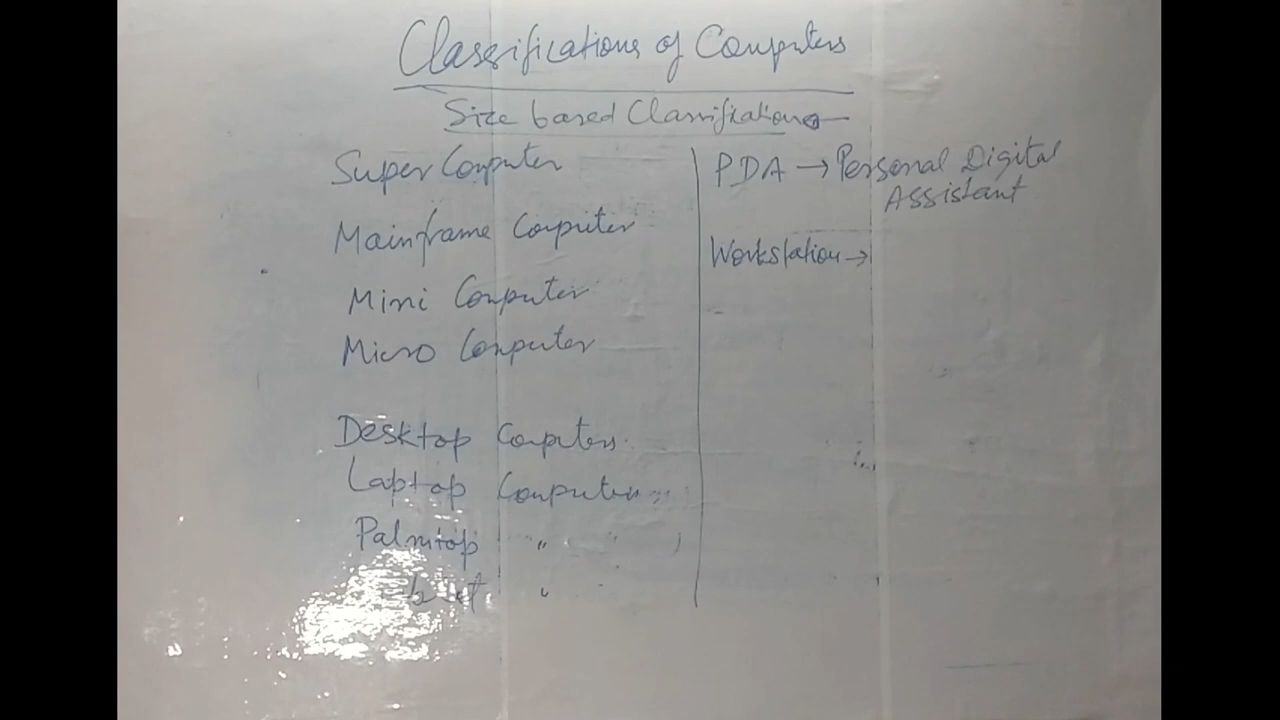 Classifications of Computers
Size based Classifications
Super Computer
Mainframe Computer
Mini Computer
Micro Computer
Desktop Computers
Laptop Computers
Palmtop "
"
PDA → Personal Digital
Assistant
Workstation →